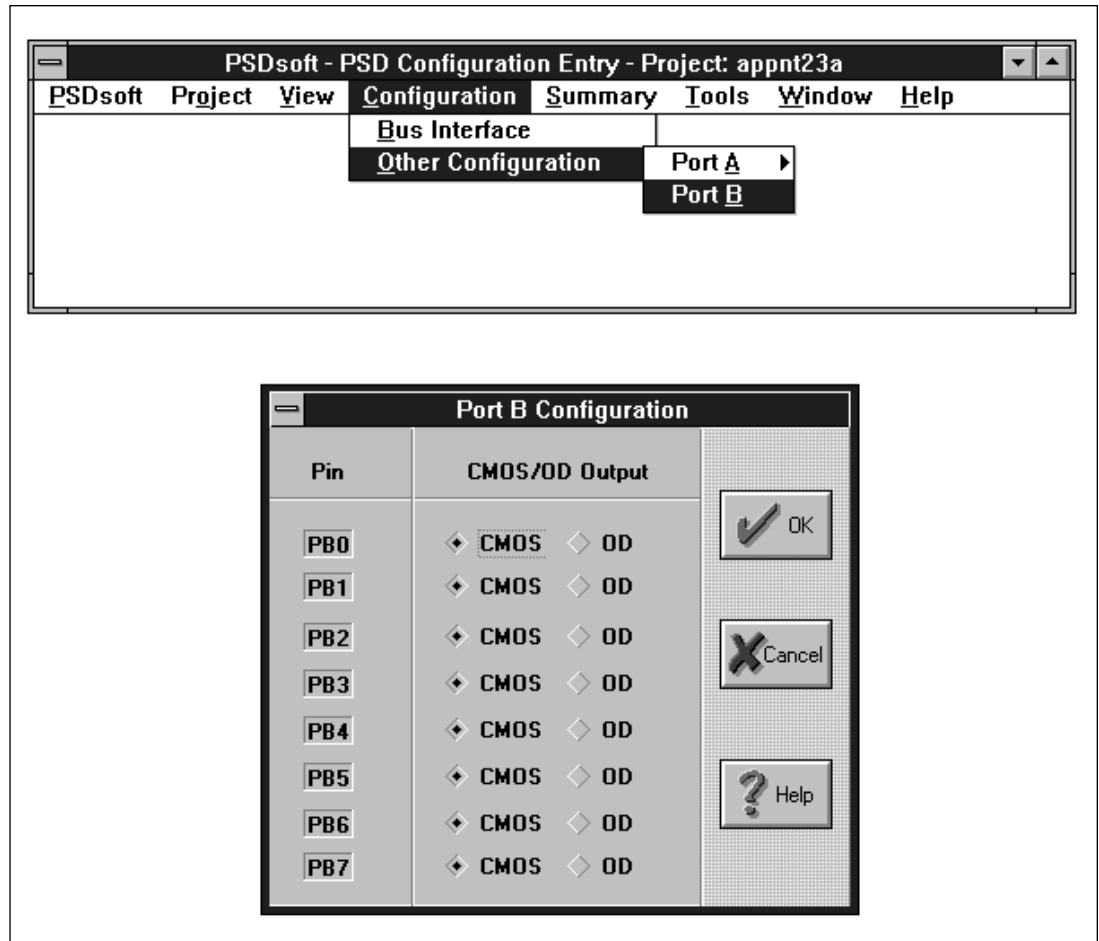 PSDsoft - PSD Configuration Entry - Project: appnt23a
PSDsoft Project View Configuration Summary Tools Window Help
Bus Interface
Other Configuration Port A
Port B
Port B Configuration
Pin CMOS/OD Output
PB0 CMOS OD
PB1 CMOS OD
PB2 CMOS OD
PB3 CMOS OD
PB4 CMOS OD
PB5 CMOS OD
PB6 CMOS OD
PB7 CMOS OD
OK
Cancel
Help